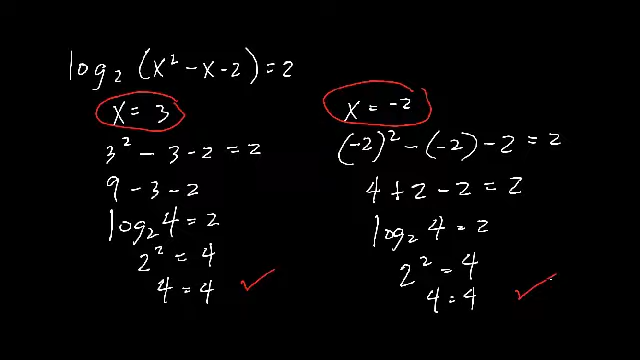 log₂ (x² - x - 2) = 2
x = 3
3² - 3 - 2 = 2
9 - 3 - 2
log₂ 4 = 2
2² = 4
4 = 4
x = -2
(-2)² - (-2) - 2 = 2
4 + 2 - 2 = 2
log₂ 4 = 2
2² = 4
4 = 4